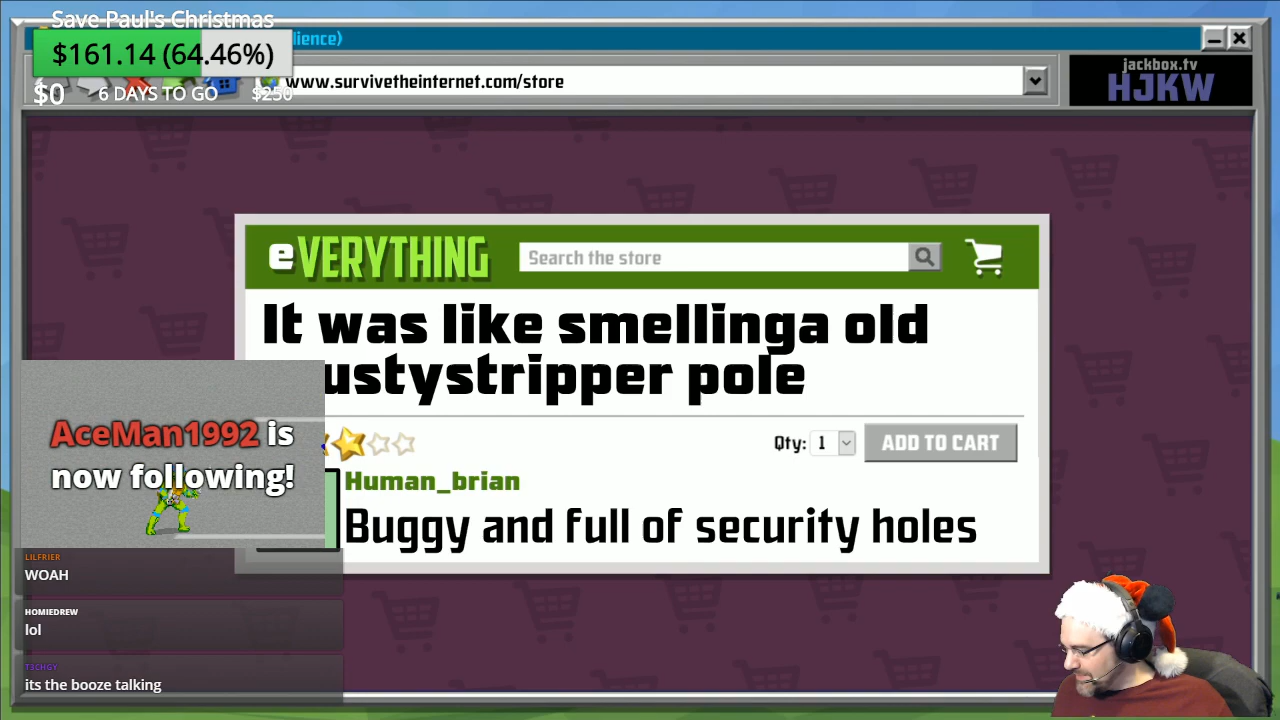 Save Paul's Christmas
$161.14 (64.46%)
$0
6 DAYS TO GO
$250
lience)
www.survivetheinternet.com/store
jackbox.tv
HJKW
eVERYTHING
Search the store
It was like smellinga old
ustystripper pole
Qty: 1
ADD TO CART
Human_brian
Buggy and full of security holes
AceMan1992 is
now following!
LILFRIER
WOAH
HOMIEDREW
lol
T3CHGY
its the booze talking